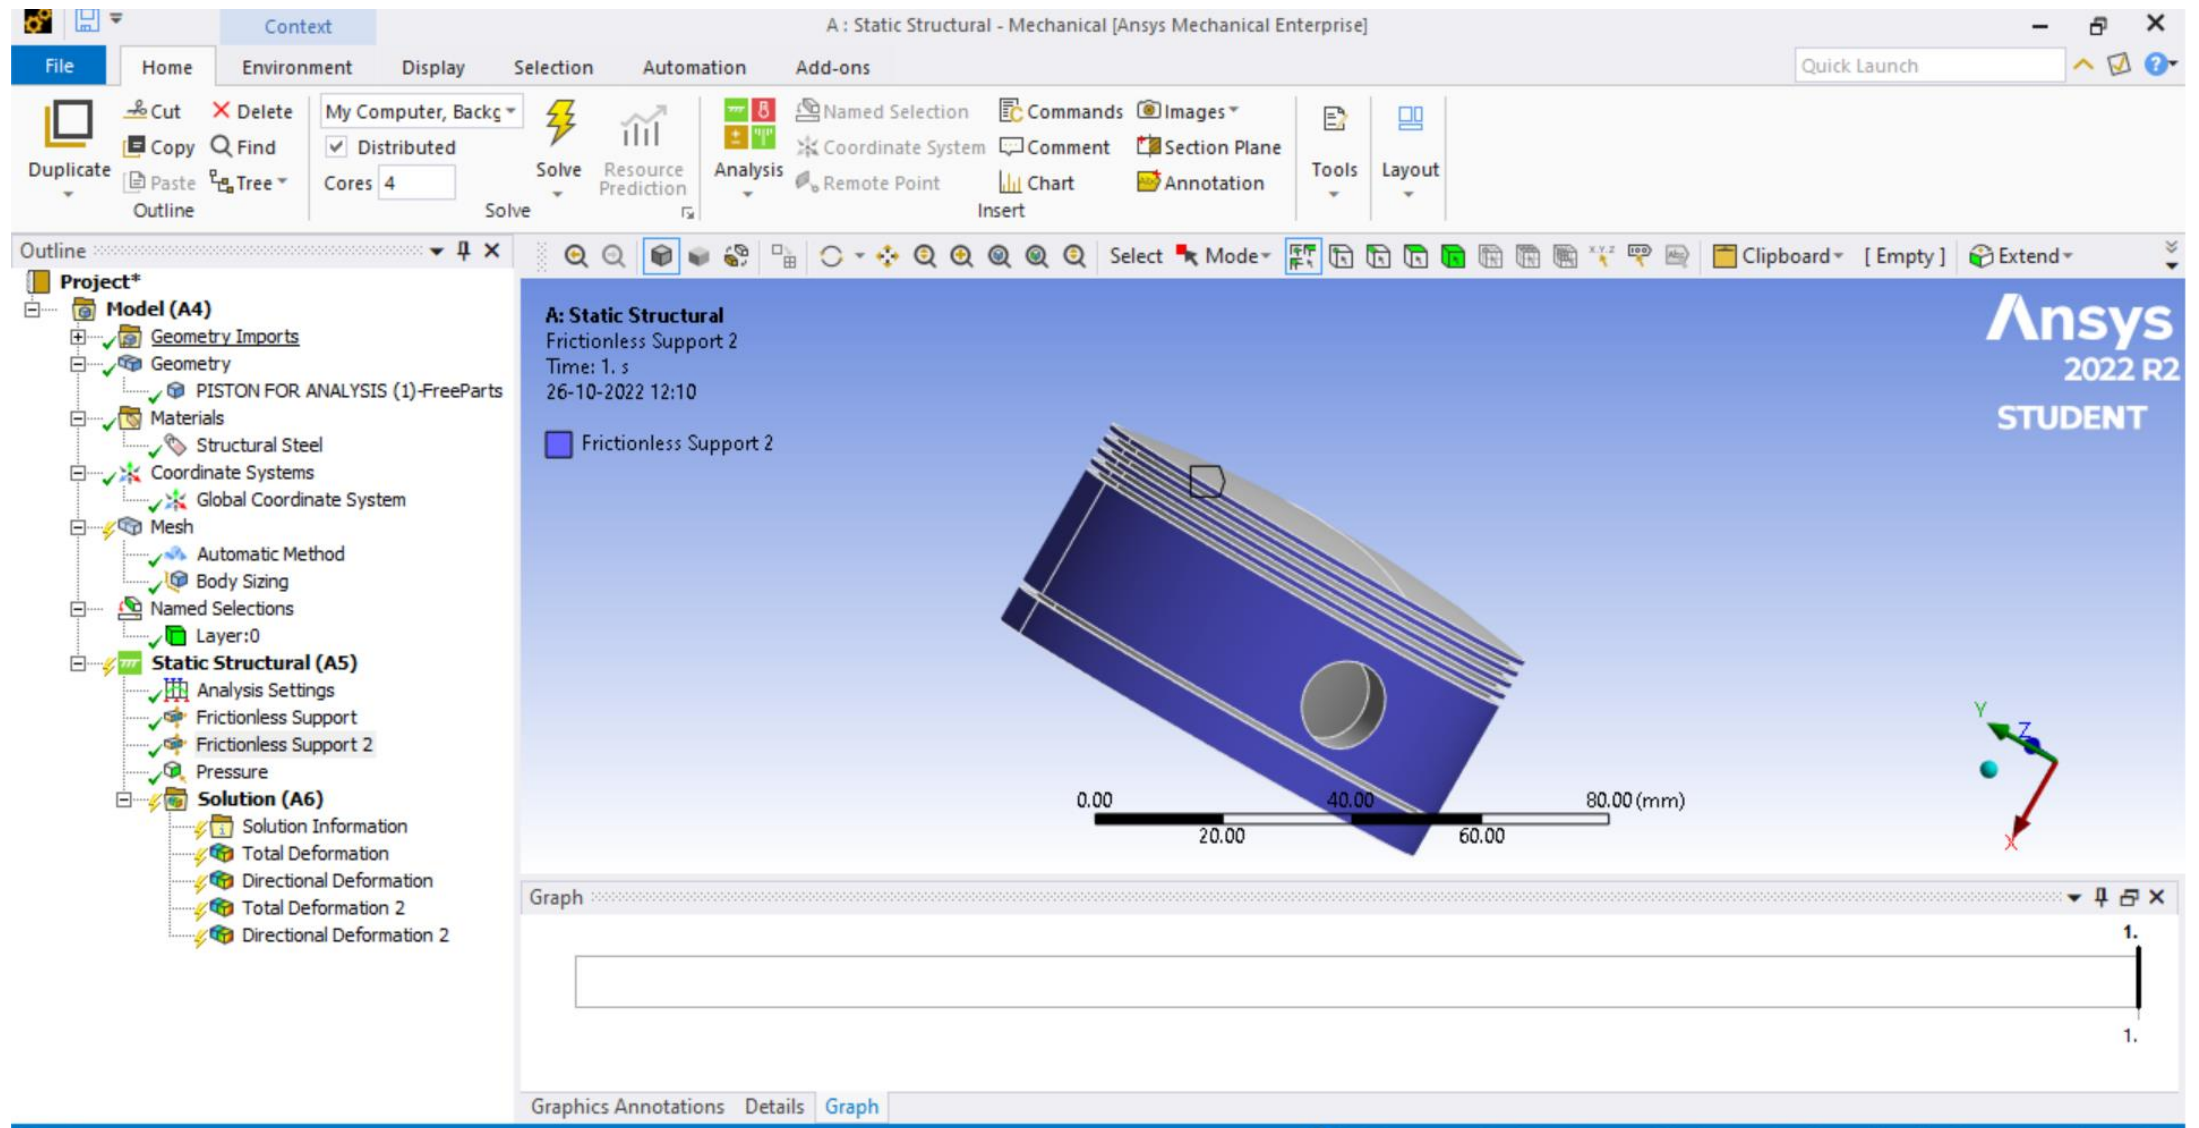 Context
A : Static Structural - Mechanical [Ansys Mechanical Enterprise]
File Home Environment Display Selection Automation Add-ons
Quick Launch
Duplicate
Cut
Copy
Paste
Delete
Find
Tree
Outline
My Computer, Backg
Distributed
Cores 4
Solve
Resource Prediction
Solve
Analysis
Named Selection
Coordinate System
Remote Point
Commands
Comment
Chart
Images
Section Plane
Annotation
Insert
Tools
Layout
Outline
Select Mode Clipboard [ Empty ] Extend
Project*
Model (A4)
Geometry Imports
Geometry
PISTON FOR ANALYSIS (1)-FreeParts
Materials
Structural Steel
Coordinate Systems
Global Coordinate System
Mesh
Automatic Method
Body Sizing
Named Selections
Layer:0
Static Structural (A5)
Analysis Settings
Frictionless Support
Frictionless Support 2
Pressure
Solution (A6)
Solution Information
Total Deformation
Directional Deformation
Total Deformation 2
Directional Deformation 2
A: Static Structural
Frictionless Support 2
Time: 1. s
26-10-2022 12:10
Frictionless Support 2
Ansys
2022 R2
STUDENT
Y
Z
X
0.00 40.00 80.00 (mm)
20.00 60.00
Graph
1.
1.
Graphics Annotations Details Graph